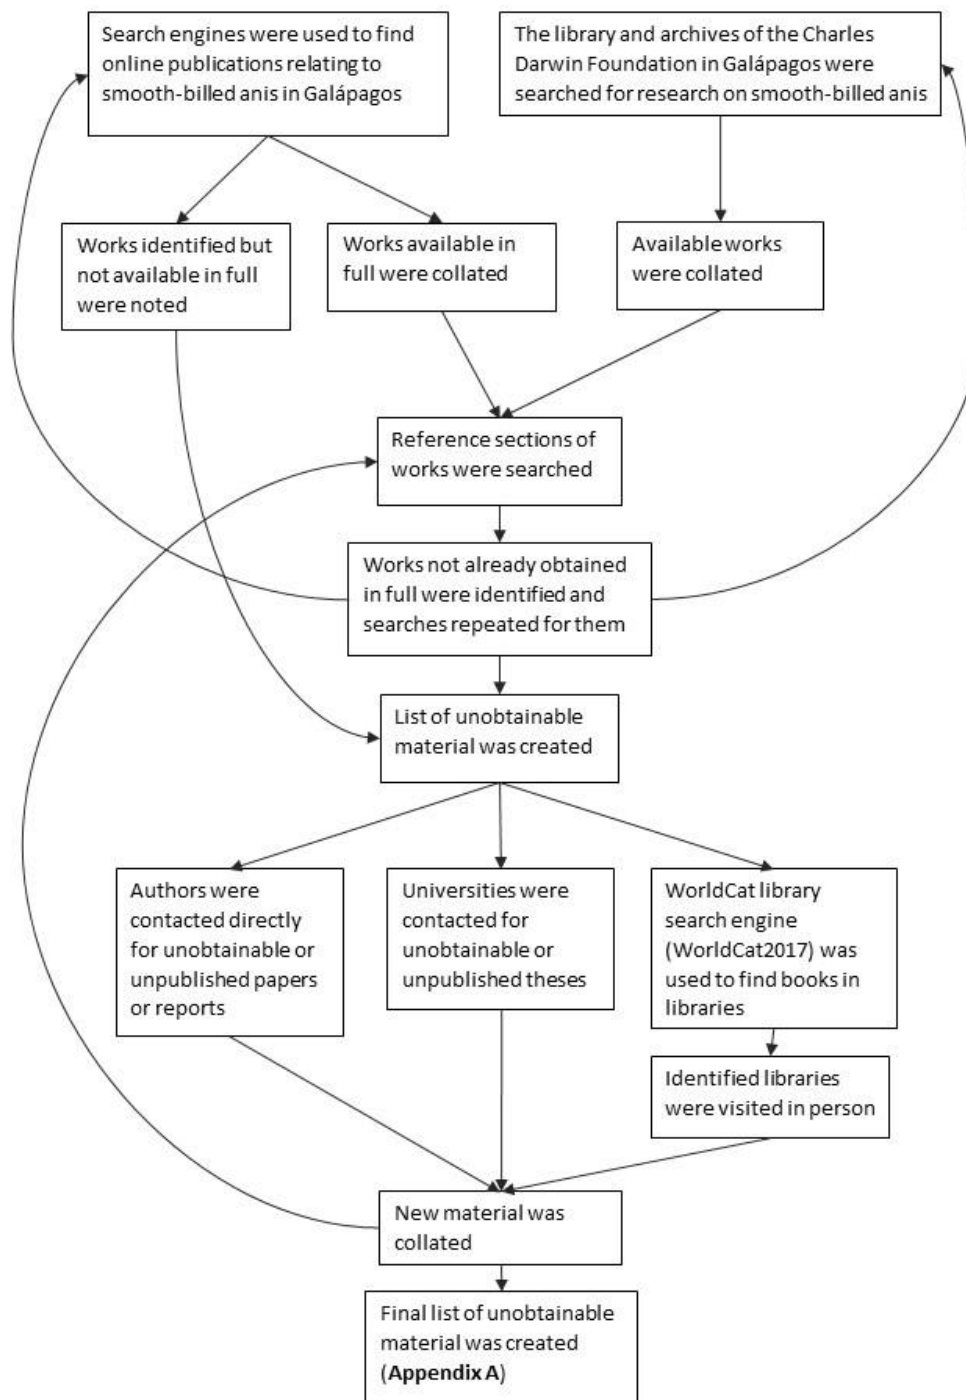 Search engines were used to find
online publications relating to
smooth-billed anis in Galápagos
The library and archives of the Charles
Darwin Foundation in Galápagos were
searched for research on smooth-billed anis
Works identified but
not available in full
were noted
Works available in
full were collated
Available works
were collated
Reference sections of
works were searched
Works not already obtained
in full were identified and
searches repeated for them
List of unobtainable
material was created
Authors were
contacted directly
for unobtainable or
unpublished papers
or reports
Universities were
contacted for
unobtainable or
unpublished theses
WorldCat library
search engine
(WorldCat2017) was
used to find books in
libraries
Identified libraries
were visited in person
New material was
collated
Final list of unobtainable
material was created
(Appendix A)